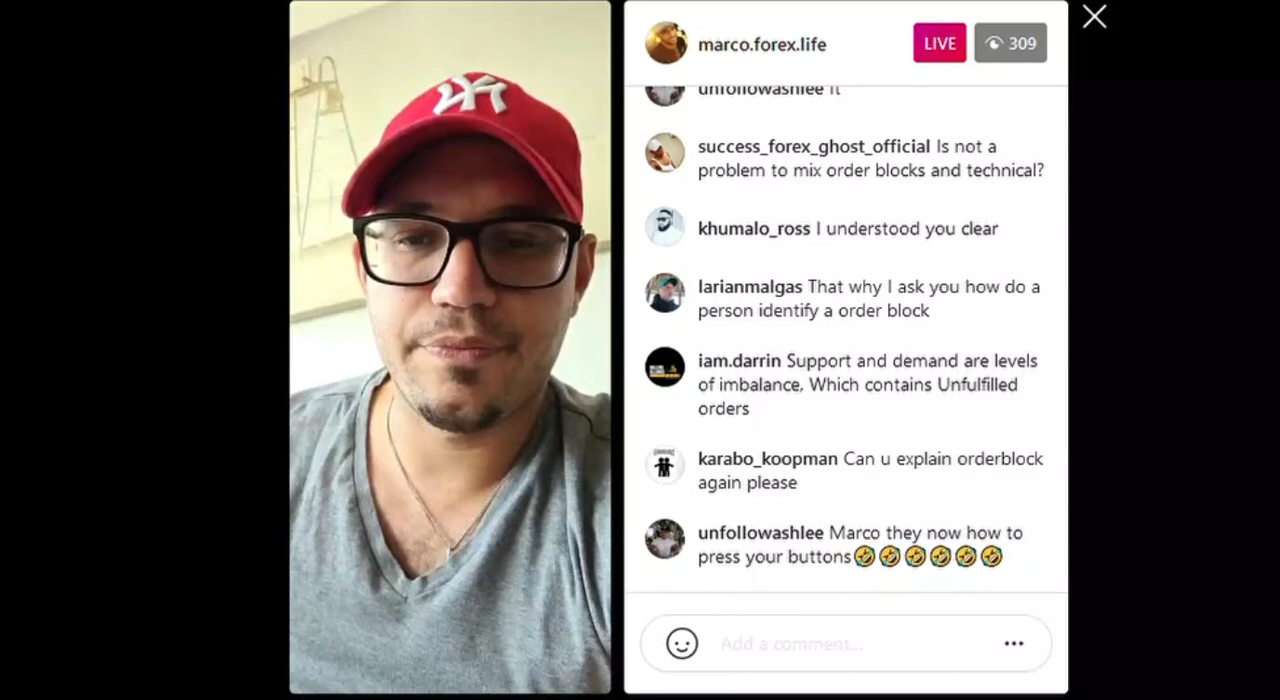 marco.forex.life
LIVE
309
unfollowashlee It
success_forex_ghost_official Is not a
problem to mix order blocks and technical?
khumalo_ross I understood you clear
larianmalgas That why I ask you how do a
person identify a order block
iam.darrin Support and demand are levels
of imbalance, Which contains Unfulfilled
orders
karabo_koopman Can u explain orderblock
again please
unfollowashlee Marco they now how to
press your buttons🤣🤣🤣🤣🤣🤣
Add a comment...